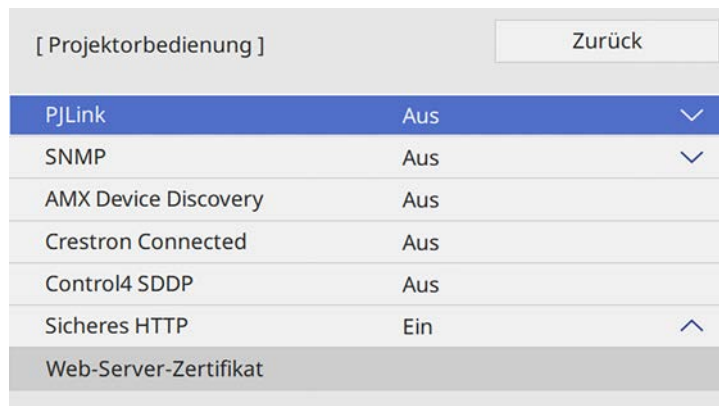 [ Projektorbedienung ] Zurück
PJLink Aus
SNMP Aus
AMX Device Discovery Aus
Crestron Connected Aus
Control4 SDDP Aus
Sicheres HTTP Ein
Web-Server-Zertifikat